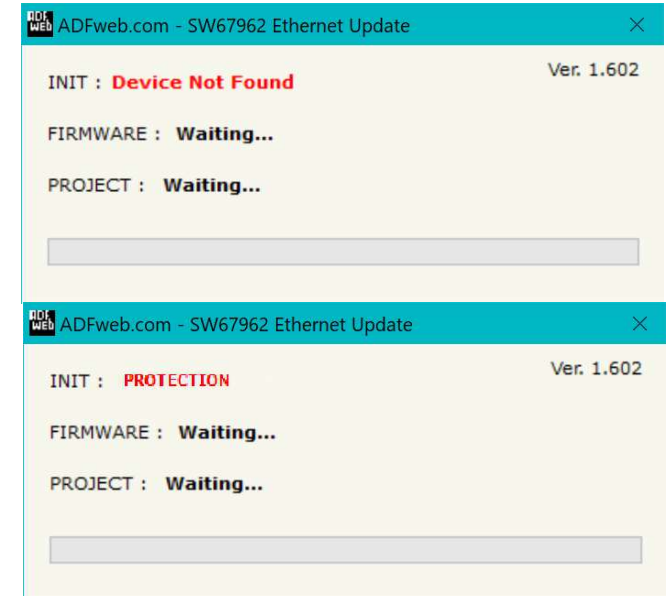 ADF WEB ADFweb.com - SW67962 Ethernet Update
Ver. 1.602
INIT : Device Not Found
FIRMWARE : Waiting...
PROJECT : Waiting...
ADF WEB ADFweb.com - SW67962 Ethernet Update
Ver. 1.602
INIT : PROTECTION
FIRMWARE : Waiting...
PROJECT : Waiting...